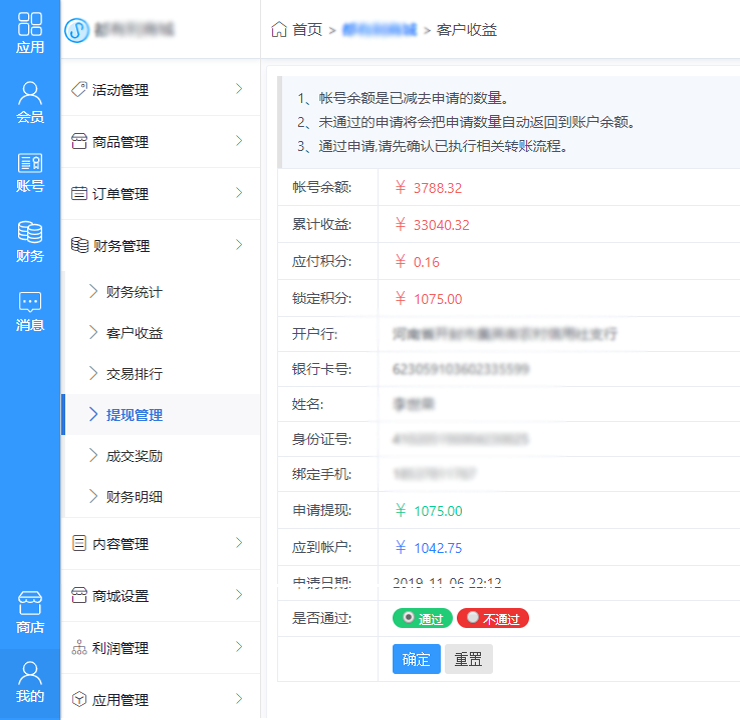 应用
会员
账号
财务
消息
商店
我的
首页 > > 客户收益
活动管理
商品管理
订单管理
财务管理
财务统计
客户收益
交易排行
提现管理
成交奖励
财务明细
内容管理
商城设置
利润管理
应用管理
1、帐号余额是已减去申请的数量。
2、未通过的申请将会把申请数量自动返回到账户余额。
3、通过申请,请先确认已执行相关转账流程。
帐号余额: ¥ 3788.32
累计收益: ¥ 33040.32
应付积分: ¥ 0.16
锁定积分: ¥ 1075.00
开户行:
银行卡号:
姓名:
身份证号:
绑定手机:
申请提现: ¥ 1075.00
应到帐户: ¥ 1042.75
申请日期: 2019-11-06 22:12
是否通过: 通过 不通过
确定 重置